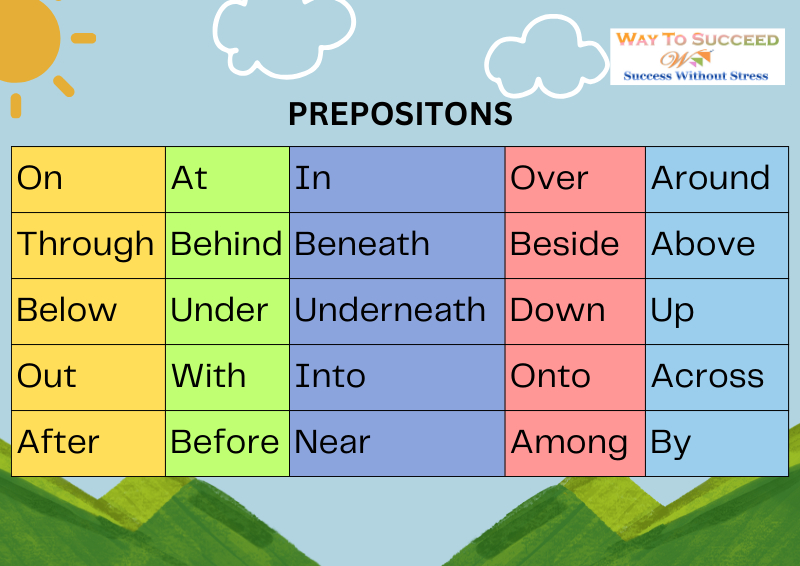 WAY TO SUCCEED
W
Success Without Stress
PREPOSITONS
On At In Over Around
Through Behind Beneath Beside Above
Below Under Underneath Down Up
Out With Into Onto Across
After Before Near Among By